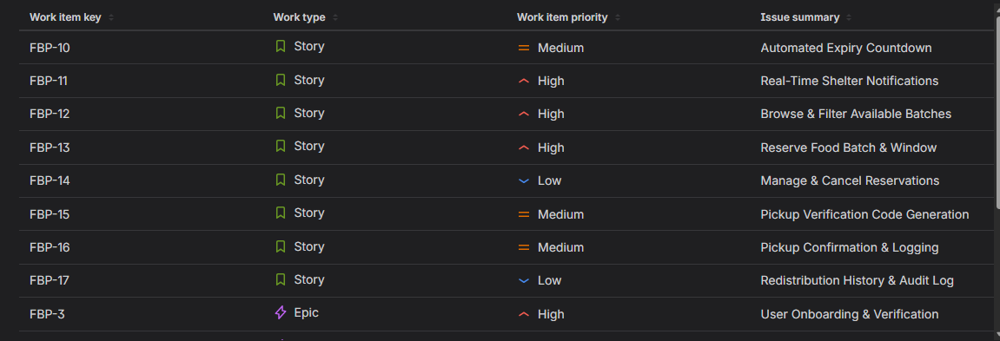 Work item key Work type Work item priority Issue summary
FBP-10 Story Medium Automated Expiry Countdown
FBP-11 Story High Real-Time Shelter Notifications
FBP-12 Story High Browse & Filter Available Batches
FBP-13 Story High Reserve Food Batch & Window
FBP-14 Story Low Manage & Cancel Reservations
FBP-15 Story Medium Pickup Verification Code Generation
FBP-16 Story Medium Pickup Confirmation & Logging
FBP-17 Story Low Redistribution History & Audit Log
FBP-3 Epic High User Onboarding & Verification